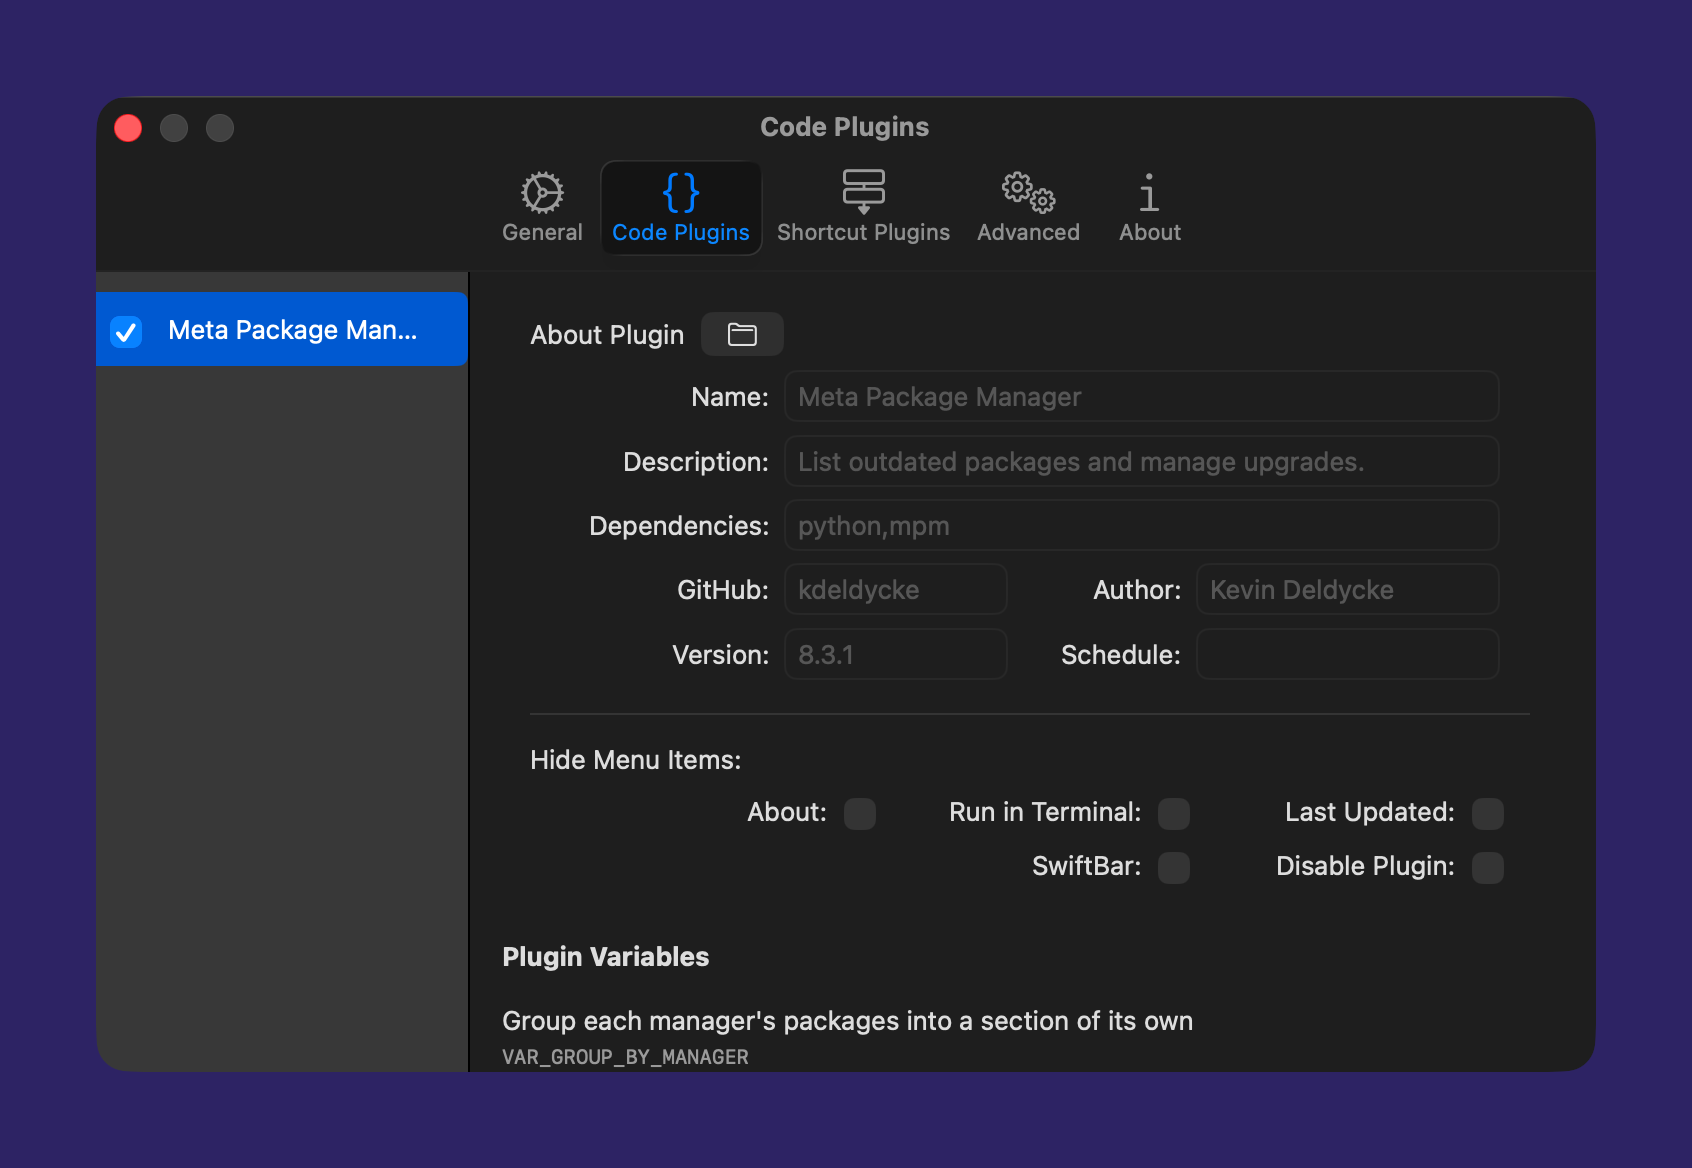 Code Plugins
General
Code Plugins
Shortcut Plugins
Advanced
About
Meta Package Man...
About Plugin
Name: Meta Package Manager
Description: List outdated packages and manage upgrades.
Dependencies: python,mpm
GitHub: kdeldycke Author: Kevin Deldycke
Version: 8.3.1 Schedule:
Hide Menu Items:
About: Run in Terminal: Last Updated:
SwiftBar: Disable Plugin:
Plugin Variables
Group each manager's packages into a section of its own
VAR_GROUP_BY_MANAGER